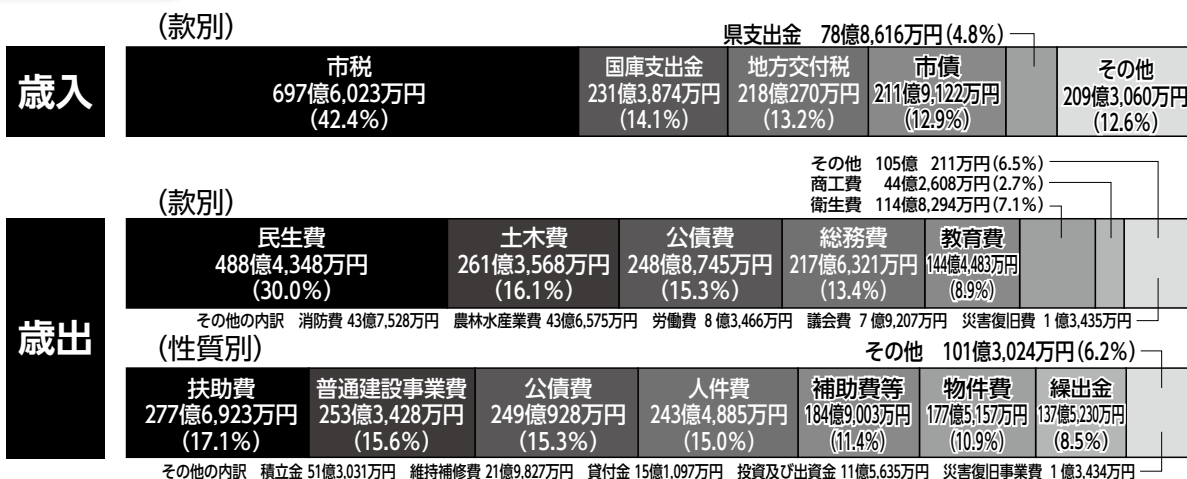 歳入
（款別）
県支出金 78億8,616万円（4.8%）
市税
697億6,023万円
（42.4%）
国庫支出金
231億3,874万円
（14.1%）
地方交付税
218億270万円
（13.2%）
市債
211億9,122万円
（12.9%）
その他
209億3,060万円
（12.6%）
歳出
（款別）
その他 105億 211万円（6.5%）
商工費 44億2,608万円（2.7%）
衛生費 114億8,294万円（7.1%）
民生費
488億4,348万円
（30.0%）
土木費
261億3,568万円
（16.1%）
公債費
248億8,745万円
（15.3%）
総務費
217億6,321万円
（13.4%）
教育費
144億4,483万円
（8.9%）
その他の内訳 消防費 43億7,528万円 農林水産業費 43億6,575万円 労働費 8億3,466万円 議会費 7億9,207万円 災害復旧費 1億3,435万円
（性質別）
その他 101億3,024万円（6.2%）
扶助費
277億6,923万円
（17.1%）
普通建設事業費
253億3,428万円
（15.6%）
公債費
249億928万円
（15.3%）
人件費
243億4,885万円
（15.0%）
補助費等
184億9,003万円
（11.4%）
物件費
177億5,157万円
（10.9%）
繰出金
137億5,230万円
（8.5%）
その他の内訳 積立金 51億3,031万円 維持補修費 21億9,827万円 貸付金 15億1,097万円 投資及び出資金 11億5,635万円 災害復旧事業費 1億3,434万円